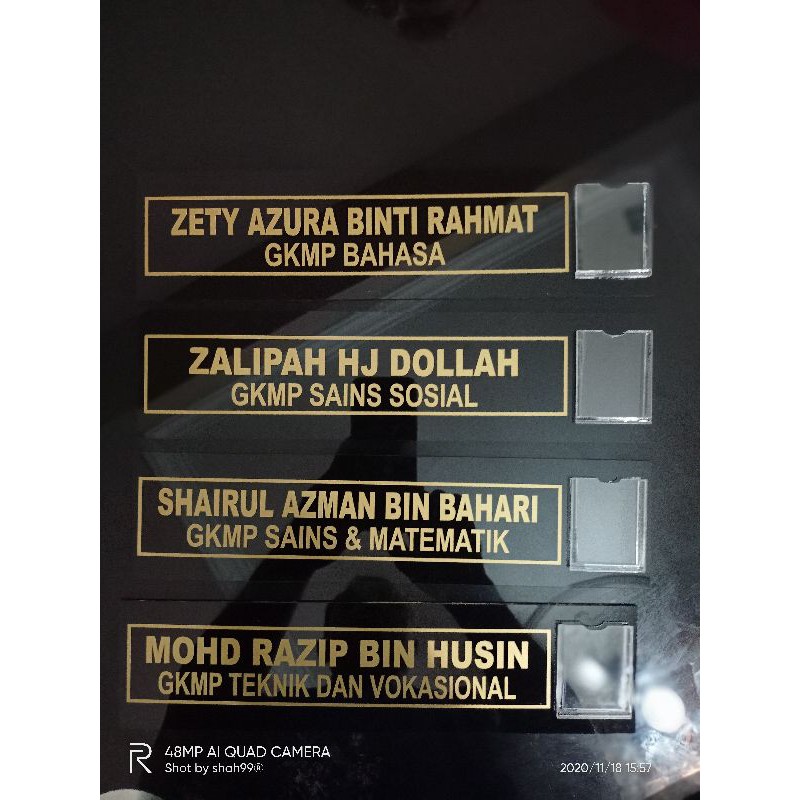 ZETY AZURA BINTI RAHMAT
GKMP BAHASA
ZALIPAH HJ DOLLAH
GKMP SAINS SOSIAL
SHAIRUL AZMAN BIN BAHARI
GKMP SAINS & MATEMATIK
MOHD RAZIP BIN HUSIN
GKMP TEKNIK DAN VOKASIONAL
R 48MP AI QUAD CAMERA
Shot by shah99® 2020/11/18 15:57